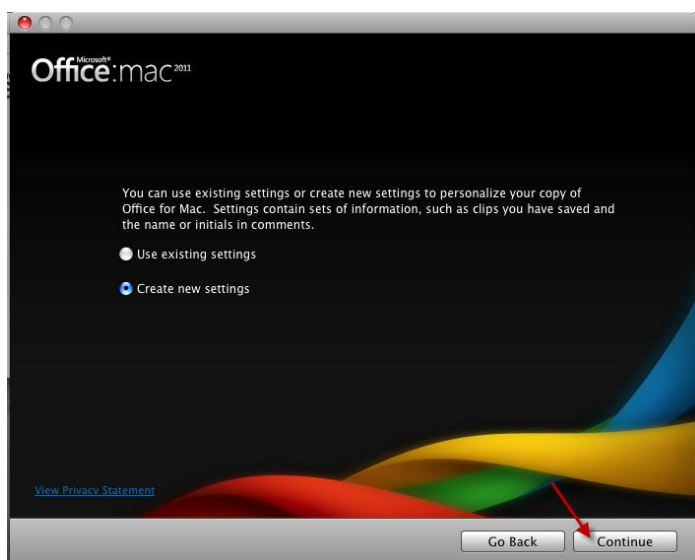 Microsoft®
Office:mac 2011
You can use existing settings or create new settings to personalize your copy of
Office for Mac.  Settings contain sets of information, such as clips you have saved and
the name or initials in comments.
Use existing settings
Create new settings
View Privacy Statement
Go Back
Continue